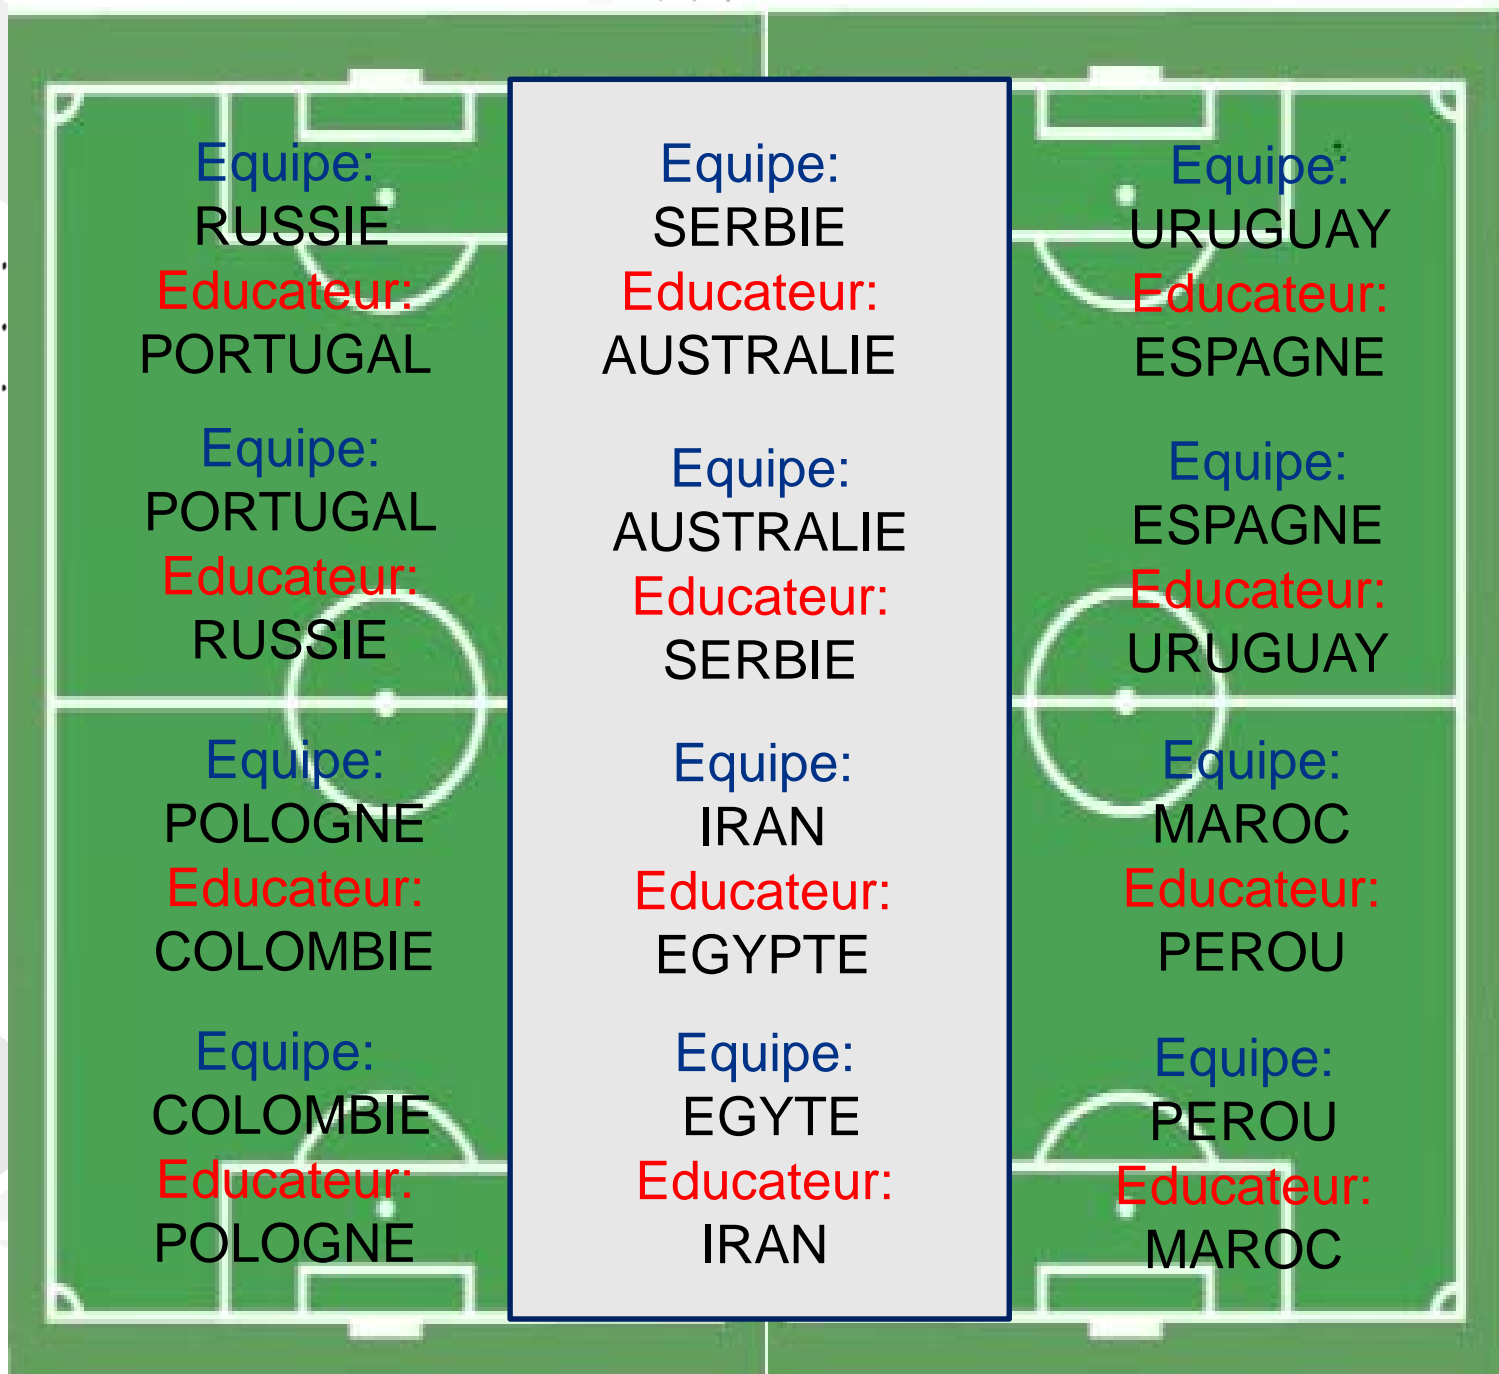 Equipe:
RUSSIE
Educateur:
PORTUGAL
Equipe:
PORTUGAL
Educateur:
RUSSIE
Equipe:
POLOGNE
Educateur:
COLOMBIE
Equipe:
COLOMBIE
Educateur:
POLOGNE
Equipe:
SERBIE
Educateur:
AUSTRALIE
Equipe:
AUSTRALIE
Educateur:
SERBIE
Equipe:
IRAN
Educateur:
EGYPTE
Equipe:
EGYTE
Educateur:
IRAN
Equipe:
URUGUAY
Educateur:
ESPAGNE
Equipe:
ESPAGNE
Educateur:
URUGUAY
Equipe:
MAROC
Educateur:
PEROU
Equipe:
PEROU
Educateur:
MAROC